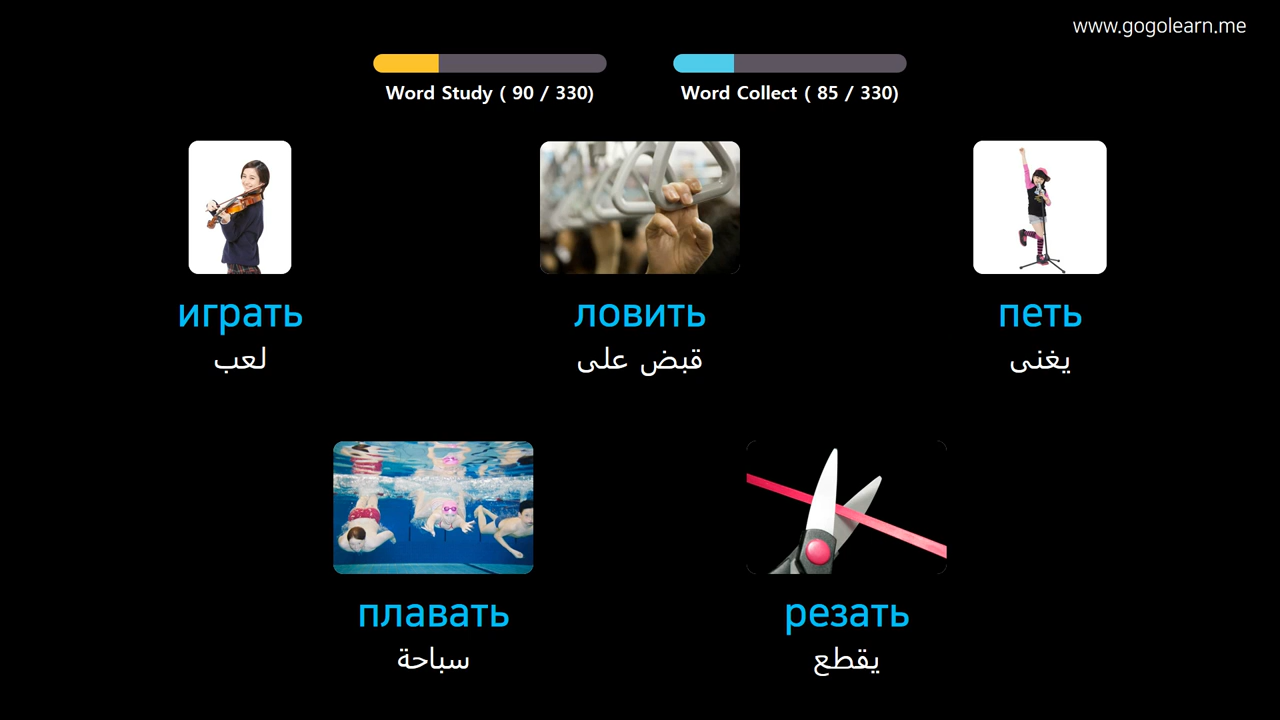 www.gogolearn.me
Word Study ( 90 / 330)
Word Collect ( 85 / 330)
играть
لعب
ловить
قبض على
петь
يغنى
плавать
سباحة
резать
يقطع